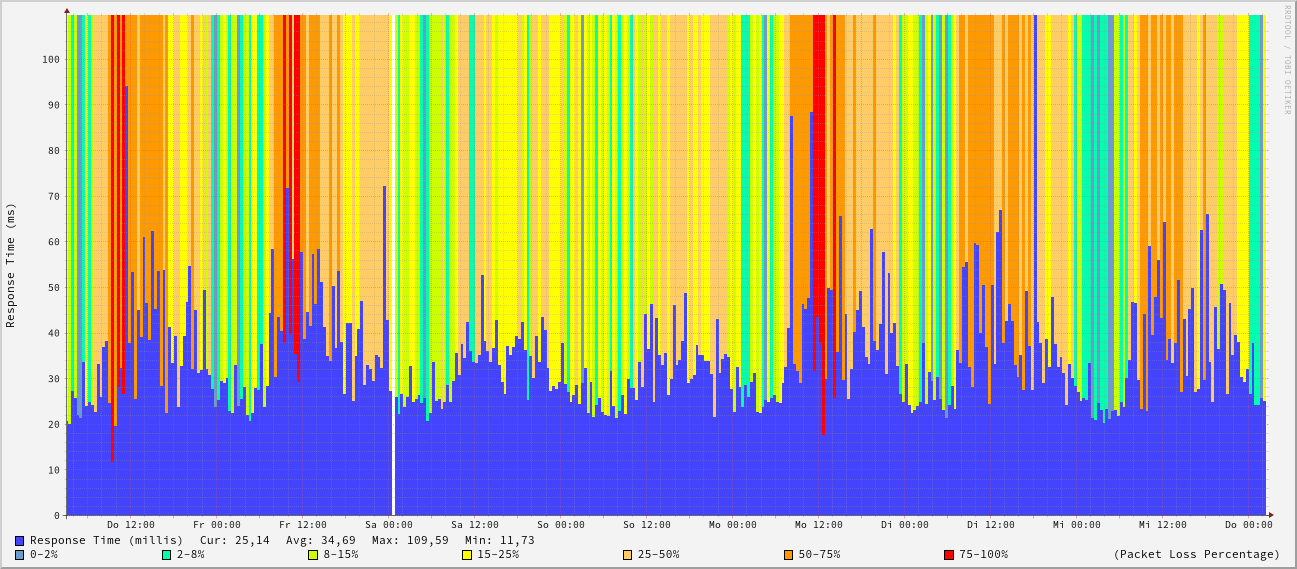 RRDTOOL / TOBI OETIKER
Response Time (ms)
100
90
80
70
60
50
40
30
20
10
0
Do 12:00 Fr 00:00 Fr 12:00 Sa 00:00 Sa 12:00 So 00:00 So 12:00 Mo 00:00 Mo 12:00 Di 00:00 Di 12:00 Mi 00:00 Mi 12:00 Do 00:00
Response Time (millis) Cur: 25,14 Avg: 34,69 Max: 109,59 Min: 11,73
0-2% 2-8% 8-15% 15-25% 25-50% 50-75% 75-100% (Packet Loss Percentage)